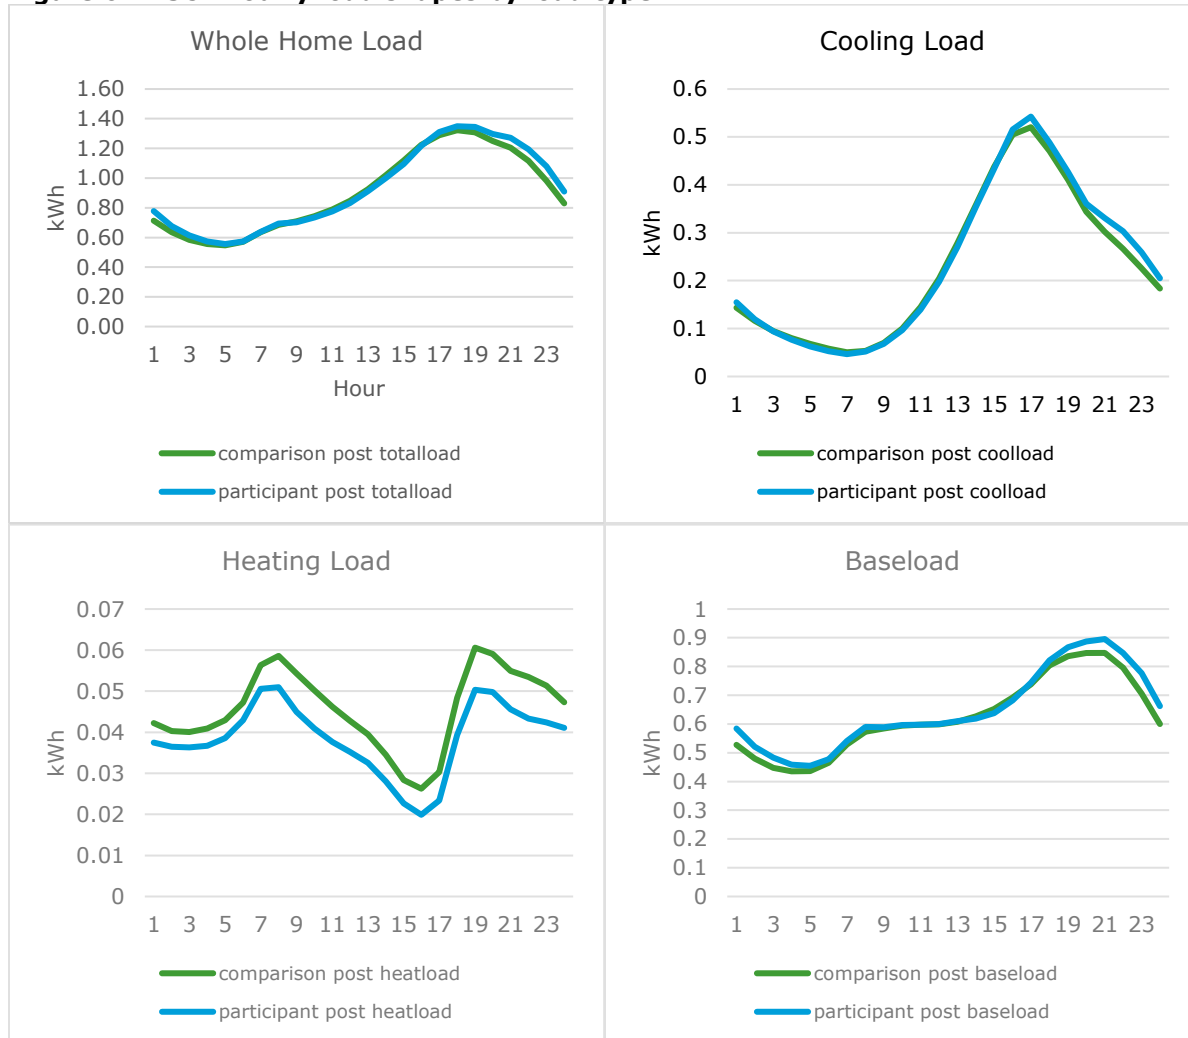 Whole Home Load
1.60
1.40
1.20
1.00
0.80
0.60
0.40
0.20
0.00
kWh
1 3 5 7 9 11 13 15 17 19 21 23
Hour
comparison post totalload
participant post totalload
Cooling Load
0.6
0.5
0.4
0.3
0.2
0.1
0
kWh
1 3 5 7 9 11 13 15 17 19 21 23
comparison post coolload
participant post coolload
Heating Load
0.07
0.06
0.05
0.04
0.03
0.02
0.01
0
kWh
1 3 5 7 9 11 13 15 17 19 21 23
comparison post heatload
participant post heatload
Baseload
1
0.9
0.8
0.7
0.6
0.5
0.4
0.3
0.2
0.1
0
kWh
1 3 5 7 9 11 13 15 17 19 21 23
comparison post baseload
participant post baseload